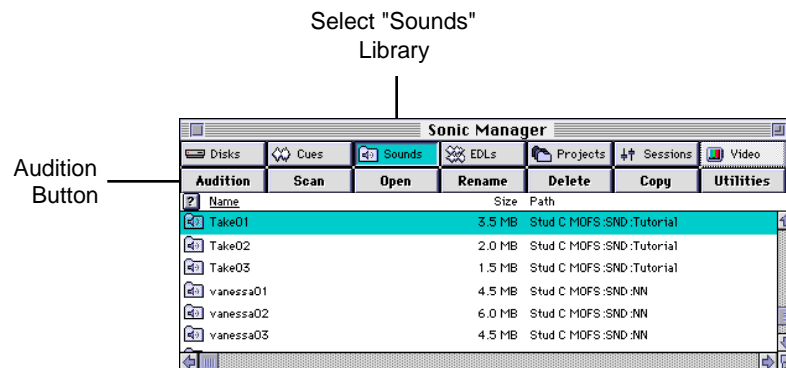 Select "Sounds"
Library
Sonic Manager
Disks Cues Sounds EDLs Projects Sessions Video
Audition
Button
Audition Scan Open Rename Delete Copy Utilities
? Name Size Path
Take01 3.5 MB Stud C MOFS:SND:Tutorial
Take02 2.0 MB Stud C MOFS:SND:Tutorial
Take03 1.5 MB Stud C MOFS:SND:Tutorial
vanessa01 4.5 MB Stud C MOFS:SND:NN
vanessa02 6.0 MB Stud C MOFS:SND:NN
vanessa03 4.5 MB Stud C MOFS:SND:NN